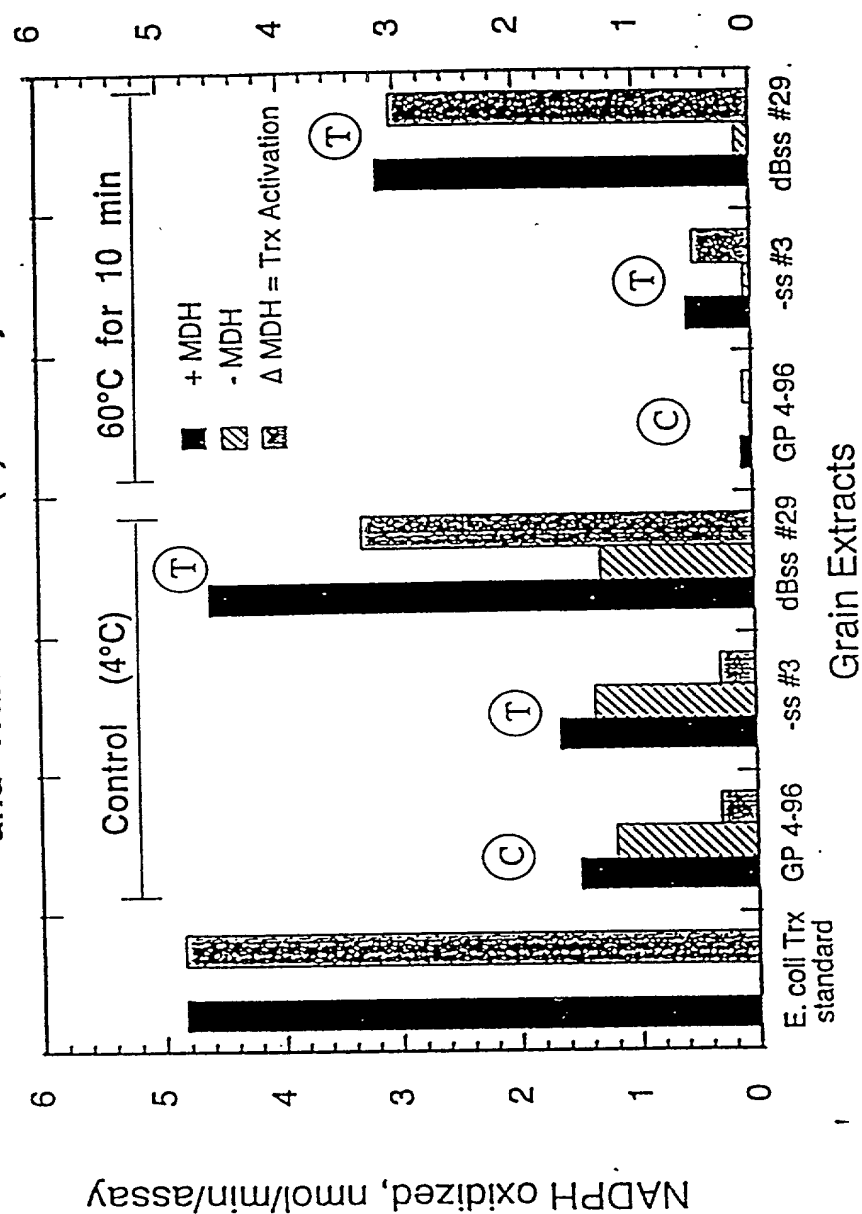 6
5
4
3
2
1
0
NADPH oxidized, nmol/min/assay
6
5
4
3
2
1
0
Control (4°C)
60°C for 10 min
+ MDH
- MDH
Δ MDH = Trx Activation
C
T
T
C
T
T
E. coli Trx
standard
GP 4-96
-ss #3
dBss #29
GP 4-96
-ss #3
dBss #29
Grain Extracts